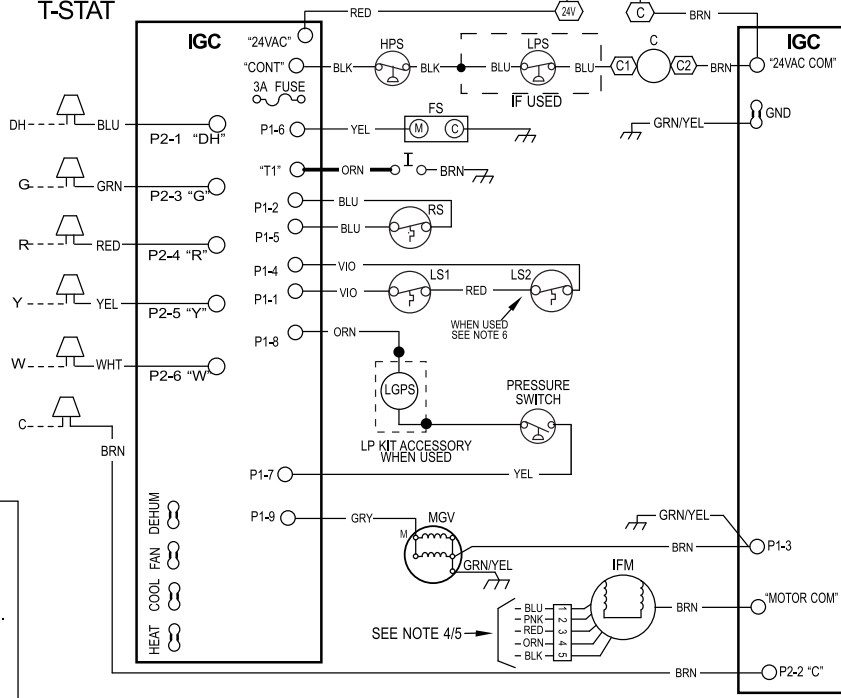 T-STAT
IGC
"24VAC"
RED
24V
C
BRN
IGC
"CONT"
BLK
HPS
BLK
BLU
LPS
BLU
C1
C
C2
BRN
"24VAC COM"
3A FUSE
IF USED
DH
BLU
P2-1 "DH"
P1-6
YEL
FS
M
C
GRN/YEL
GND
"T1"
ORN
BRN
G
GRN
P2-3 "G"
P1-2
BLU
P1-5
BLU
RS
R
RED
P2-4 "R"
P1-4
VIO
P1-1
VIO
LS1
RED
LS2
Y
YEL
P2-5 "Y"
WHEN USED
SEE NOTE 6
P1-8
ORN
W
WHT
P2-6 "W"
LGPS
PRESSURE
SWITCH
C
BRN
LP KIT ACCESSORY
WHEN USED
P1-7
YEL
DEHUM
FAN
COOL
HEAT
P1-9
GRY
MGV
M
GRN/YEL
GRN/YEL
BRN
P1-3
IFM
BLU
PNK
RED
ORN
BLK
1
2
3
4
5
BRN
"MOTOR COM"
SEE NOTE 4/5
BRN
P2-2 "C"